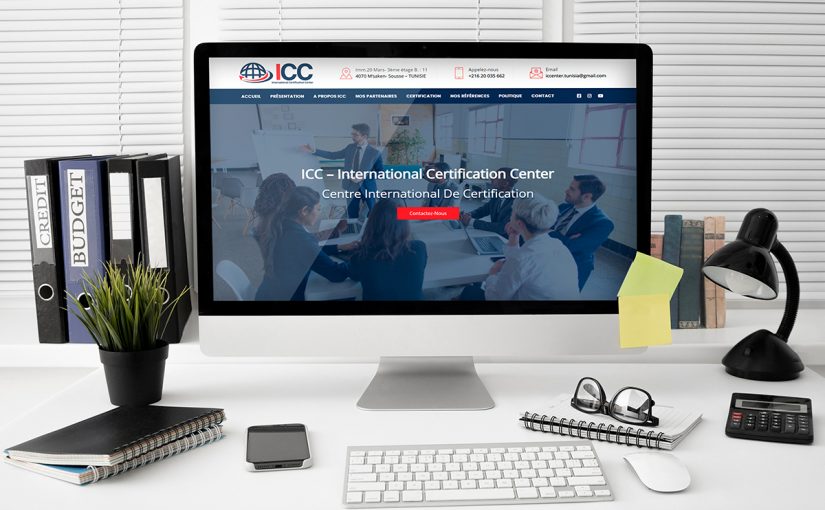 ICC
International Certification Center
Imm.20 Mars- 3ème étage B : 11
4070 M'saken- Sousse – TUNISIE
Appelez-nous
+216 20 035 662
Email
iccenter.tunisia@gmail.com
ACCUEIL PRÉSENTATION A PROPOS ICC NOS PARTENAIRES CERTIFICATION NOS RÉFÉRENCES POLITIQUE CONTACT
ICC – International Certification Center
Centre International De Certification
Contactez-Nous
CREDIT
BUDGET